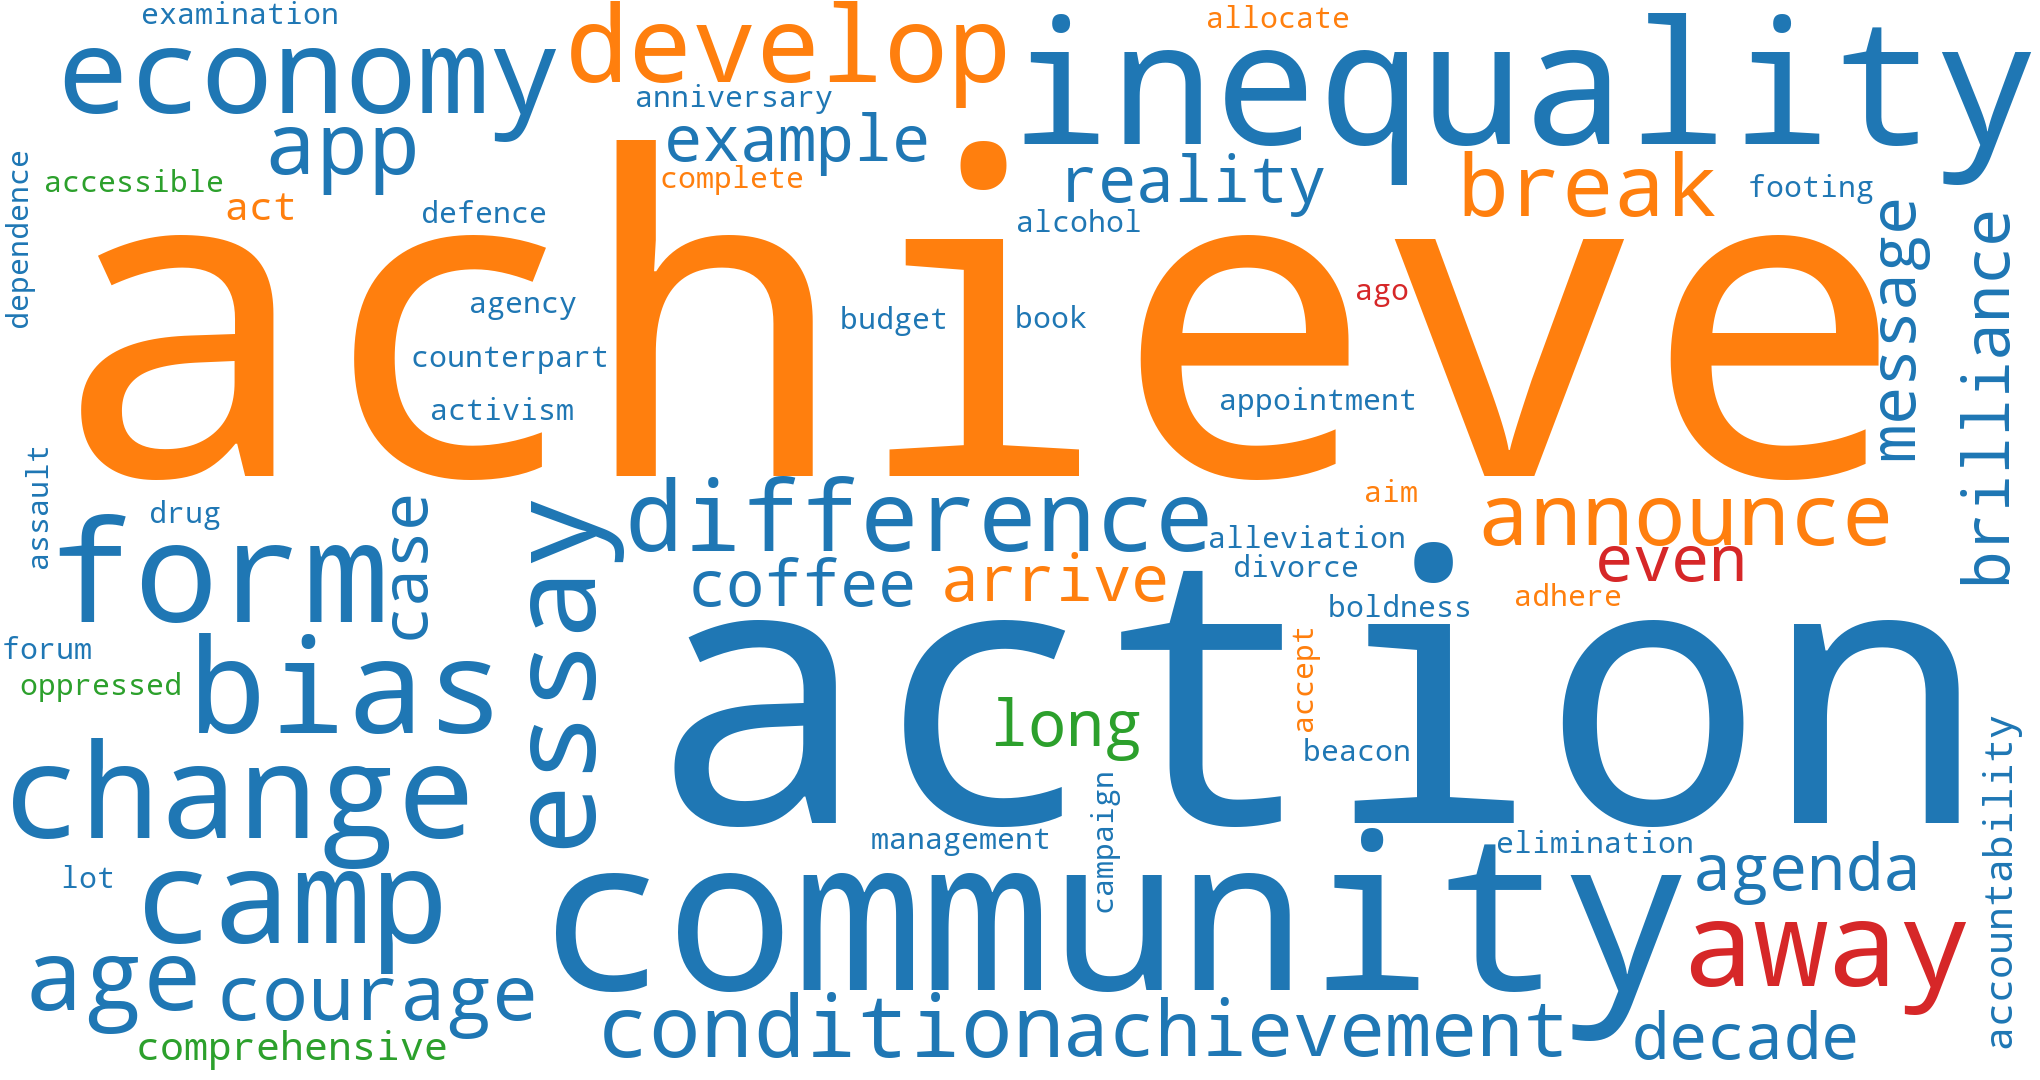 examination
economy
develop
inequality
allocate
anniversary
app
example
reality
break
accessible
complete
footing
dependence
act
defence
alcohol
message
brilliance
achieve
agency
budget
book
ago
counterpart
activism
appointment
assault
drug
case
essay
difference
aim
announce
form
alleviation
even
coffee
arrive
divorce
adhere
boldness
forum
oppressed
bias
action
accept
long
beacon
change
campaign
accountability
management
elimination
lot
camp
community
agenda
away
age
courage
comprehensive
condition
achievement
decade